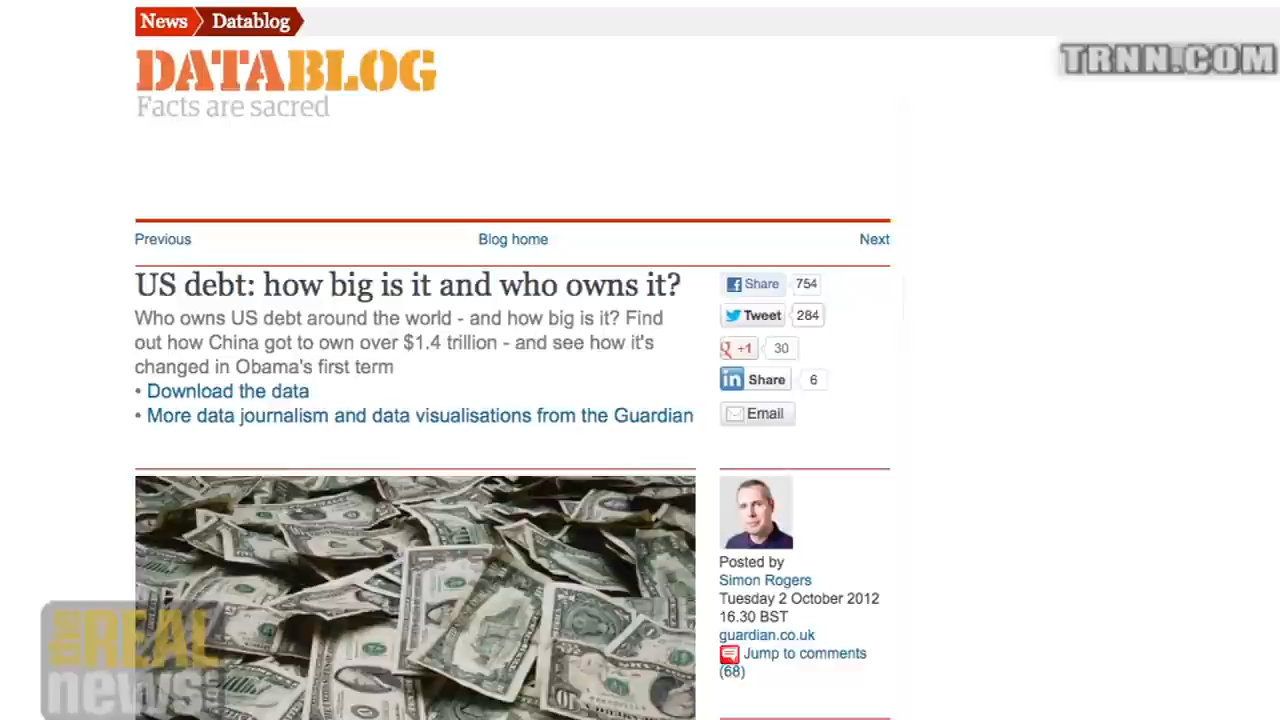 News Datablog
TRNN.COM
DATABLOG
Facts are sacred
Previous Blog home Next
US debt: how big is it and who owns it?
Who owns US debt around the world - and how big is it? Find
out how China got to own over $1.4 trillion - and see how it's
changed in Obama's first term
• Download the data
• More data journalism and data visualisations from the Guardian
Share 754
Tweet 284
+1 30
in Share 6
Email
Posted by
Simon Rogers
Tuesday 2 October 2012
16.30 BST
guardian.co.uk
Jump to comments
(68)
THE REAL
news.com